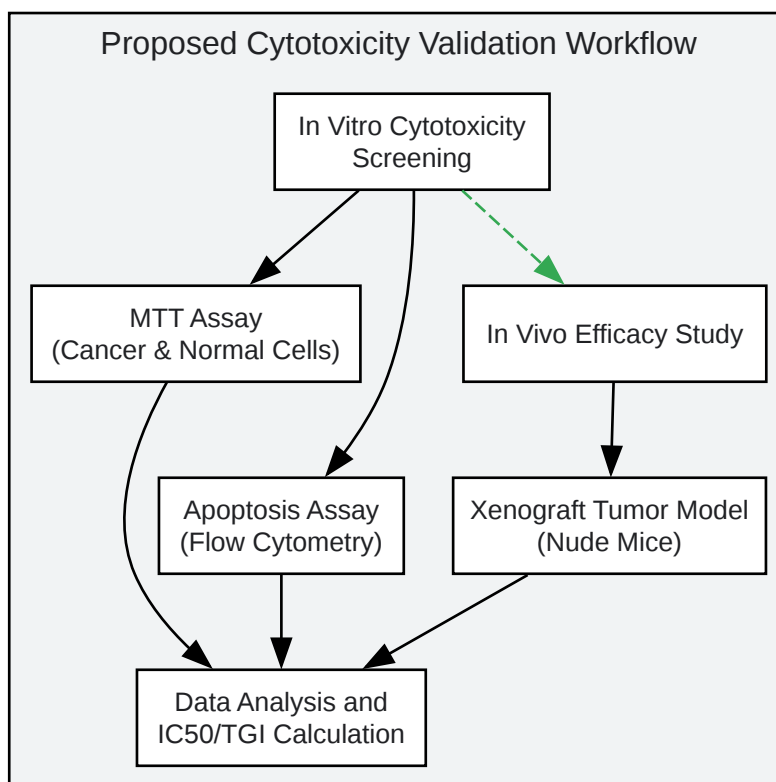 Proposed Cytotoxicity Validation Workflow
In Vitro Cytotoxicity
Screening
MTT Assay
(Cancer & Normal Cells)
In Vivo Efficacy Study
Apoptosis Assay
(Flow Cytometry)
Xenograft Tumor Model
(Nude Mice)
Data Analysis and
IC50/TGI Calculation